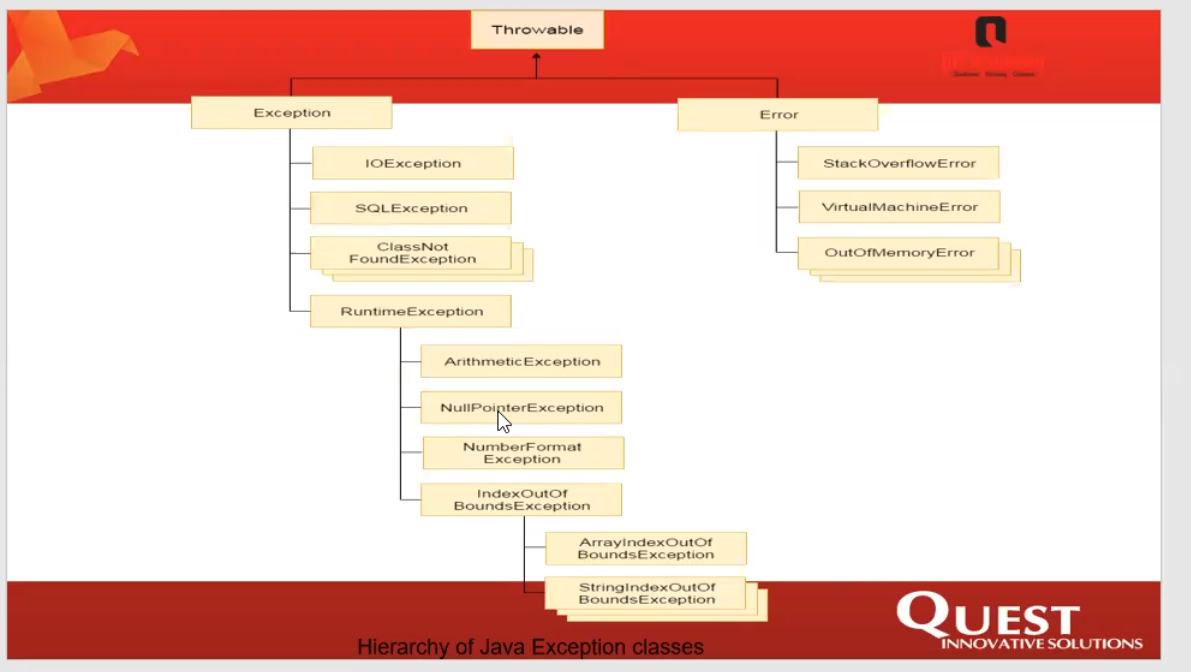 Throwable
Exception
Error
IOException
StackOverflowError
SQLException
VirtualMachineError
ClassNot
FoundException
OutOfMemoryError
RuntimeException
ArithmeticException
NullPointerException
NumberFormat
Exception
IndexOutOf
BoundsException
ArrayIndexOutOf
BoundsException
StringIndexOutOf
BoundsException
QUEST
INNOVATIVE SOLUTIONS
Hierarchy of Java Exception classes